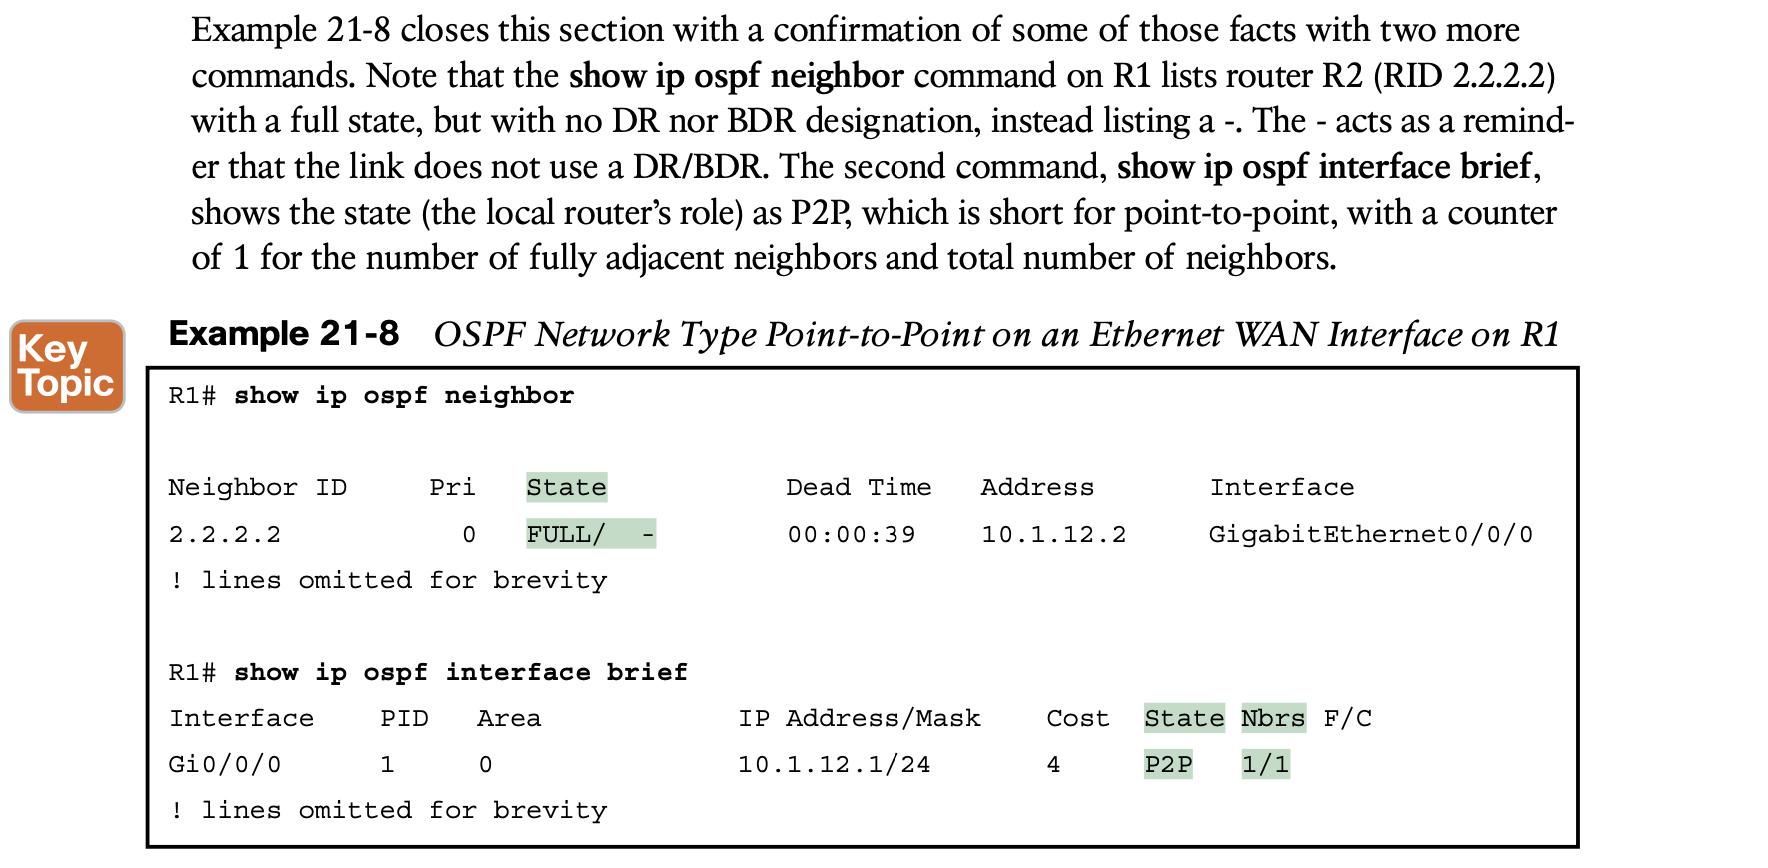 Example 21-8 closes this section with a confirmation of some of those facts with two more
commands. Note that the show ip ospf neighbor command on R1 lists router R2 (RID 2.2.2.2)
with a full state, but with no DR nor BDR designation, instead listing a -. The - acts as a remind-
er that the link does not use a DR/BDR. The second command, show ip ospf interface brief,
shows the state (the local router's role) as P2P, which is short for point-to-point, with a counter
of 1 for the number of fully adjacent neighbors and total number of neighbors.
Key
Topic
Example 21-8 OSPF Network Type Point-to-Point on an Ethernet WAN Interface on R1
R1# show ip ospf neighbor
Neighbor ID Pri State Dead Time Address Interface
2.2.2.2 0 FULL/ - 00:00:39 10.1.12.2 GigabitEthernet0/0/0
! lines omitted for brevity
R1# show ip ospf interface brief
Interface PID Area IP Address/Mask Cost State Nbrs F/C
Gi0/0/0 1 0 10.1.12.1/24 4 P2P 1/1
! lines omitted for brevity